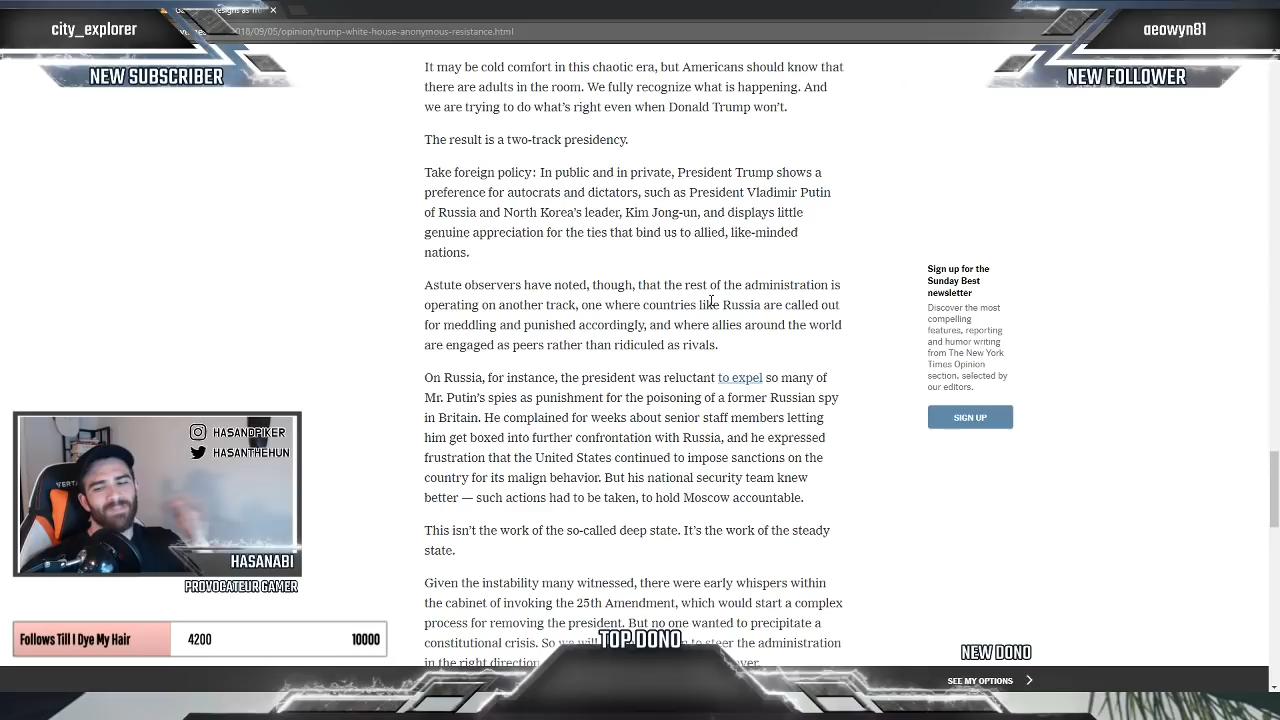 city_explorer
NEW SUBSCRIBER
018/09/05/opinion/trump-white-house-anonymous-resistance.html
aeowyn81
NEW FOLLOWER
It may be cold comfort in this chaotic era, but Americans should know that
there are adults in the room. We fully recognize what is happening. And
we are trying to do what's right even when Donald Trump won't.
The result is a two-track presidency.
Take foreign policy: In public and in private, President Trump shows a
preference for autocrats and dictators, such as President Vladimir Putin
of Russia and North Korea's leader, Kim Jong-un, and displays little
genuine appreciation for the ties that bind us to allied, like-minded
nations.
Astute observers have noted, though, that the rest of the administration is
operating on another track, one where countries like Russia are called out
for meddling and punished accordingly, and where allies around the world
are engaged as peers rather than ridiculed as rivals.
On Russia, for instance, the president was reluctant to expel so many of
Mr. Putin's spies as punishment for the poisoning of a former Russian spy
in Britain. He complained for weeks about senior staff members letting
him get boxed into further confrontation with Russia, and he expressed
frustration that the United States continued to impose sanctions on the
country for its malign behavior. But his national security team knew
better — such actions had to be taken, to hold Moscow accountable.
This isn't the work of the so-called deep state. It's the work of the steady
state.
Given the instability many witnessed, there were early whispers within
the cabinet of invoking the 25th Amendment, which would start a complex
process for removing the president. But no one wanted to precipitate a
constitutional crisis. So we will to steer the administration
in the right direction
Sign up for the
Sunday Best
newsletter
Discover the most
compelling
features, reporting
and humor writing
from The New York
Times Opinion
section, selected by
our editors.
SIGN UP
HASANDPIKER
HASANTHEHUN
HASANABI
PROVOCATEUR GAMER
Follows Till I Dye My Hair 4200 10000
TOP DONO
NEW DONO
SEE MY OPTIONS